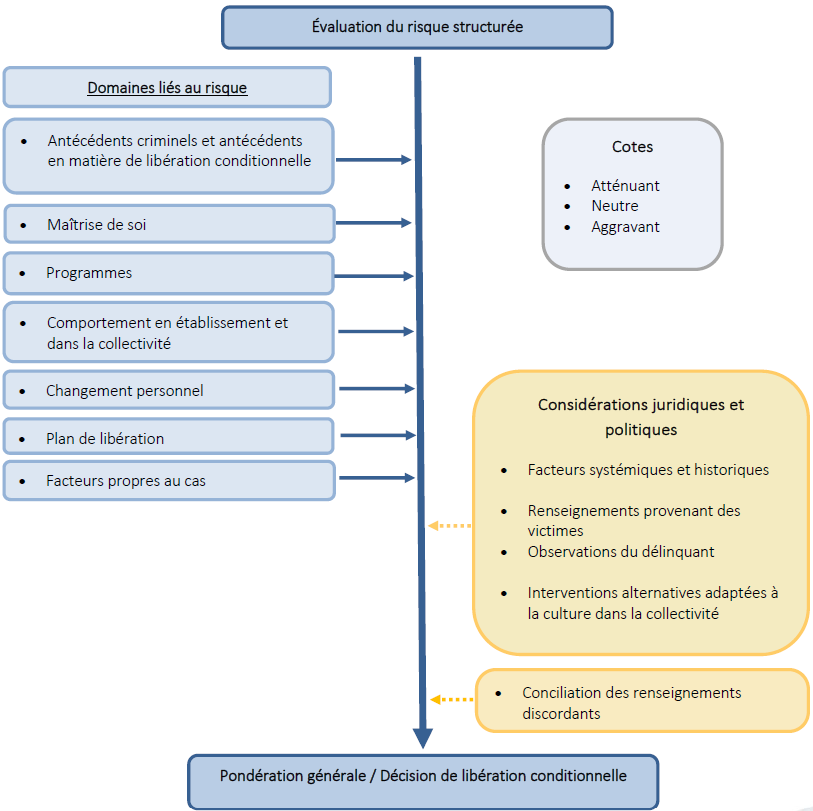 Évaluation du risque structurée
Domaines liés au risque
• Antécédents criminels et antécédents
en matière de libération conditionnelle
• Maîtrise de soi
• Programmes
• Comportement en établissement et
dans la collectivité
• Changement personnel
• Plan de libération
• Facteurs propres au cas
Cotes
• Atténuant
• Neutre
• Aggravant
Considérations juridiques et
politiques
• Facteurs systémiques et historiques
• Renseignements provenant des
victimes
• Observations du délinquant
• Interventions alternatives adaptées à
la culture dans la collectivité
• Conciliation des renseignements
discordants
Pondération générale / Décision de libération conditionnelle